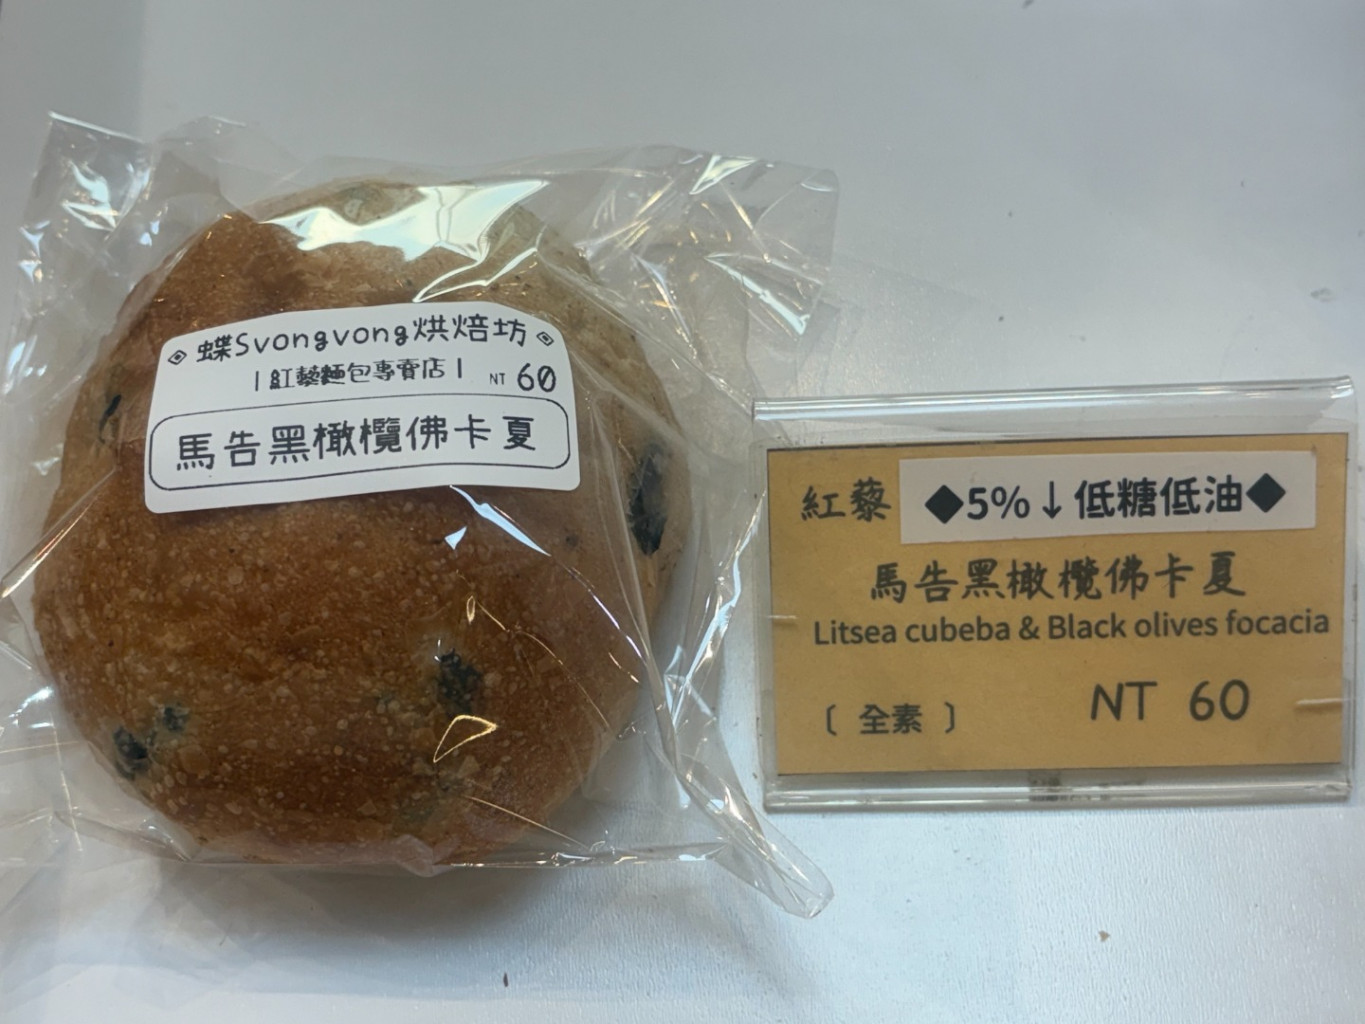 蝶Svongvong烘焙坊
|紅藜麵包專賣店| NT 60
馬告黑橄欖佛卡夏
紅藜 ◆5%↓低糖低油◆
馬告黑橄欖佛卡夏
Litsea cubeba & Black olives focacia
〔 全素 〕 NT 60